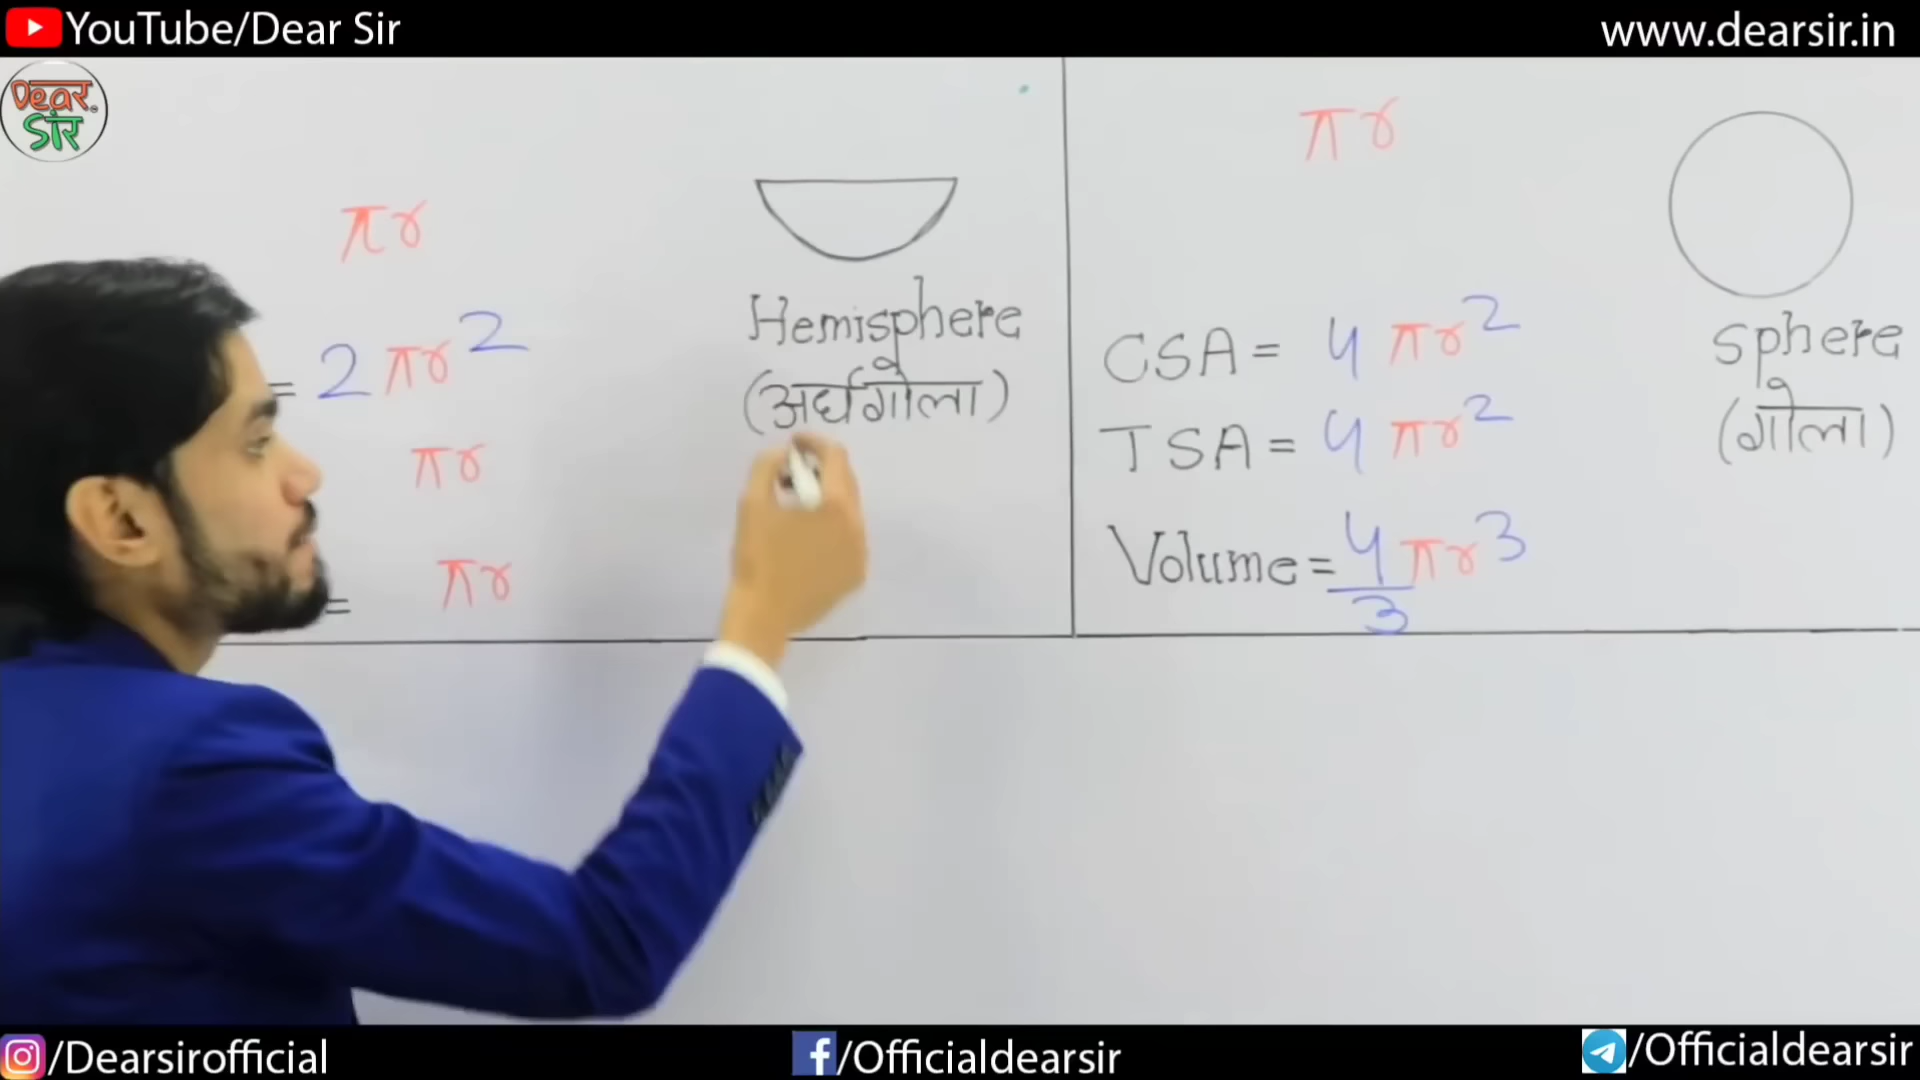 YouTube/Dear Sir
www.dearsir.in
Dear
सर
πr
= 2πr²
πr
= πr
Hemisphere
(अर्धगोला)
πr
CSA = 4πr²
TSA = 4πr²
Volume = 4/3 πr³
Sphere
(गोला)
/Dearsirofficial
/Officialdearsir
/Officialdearsir